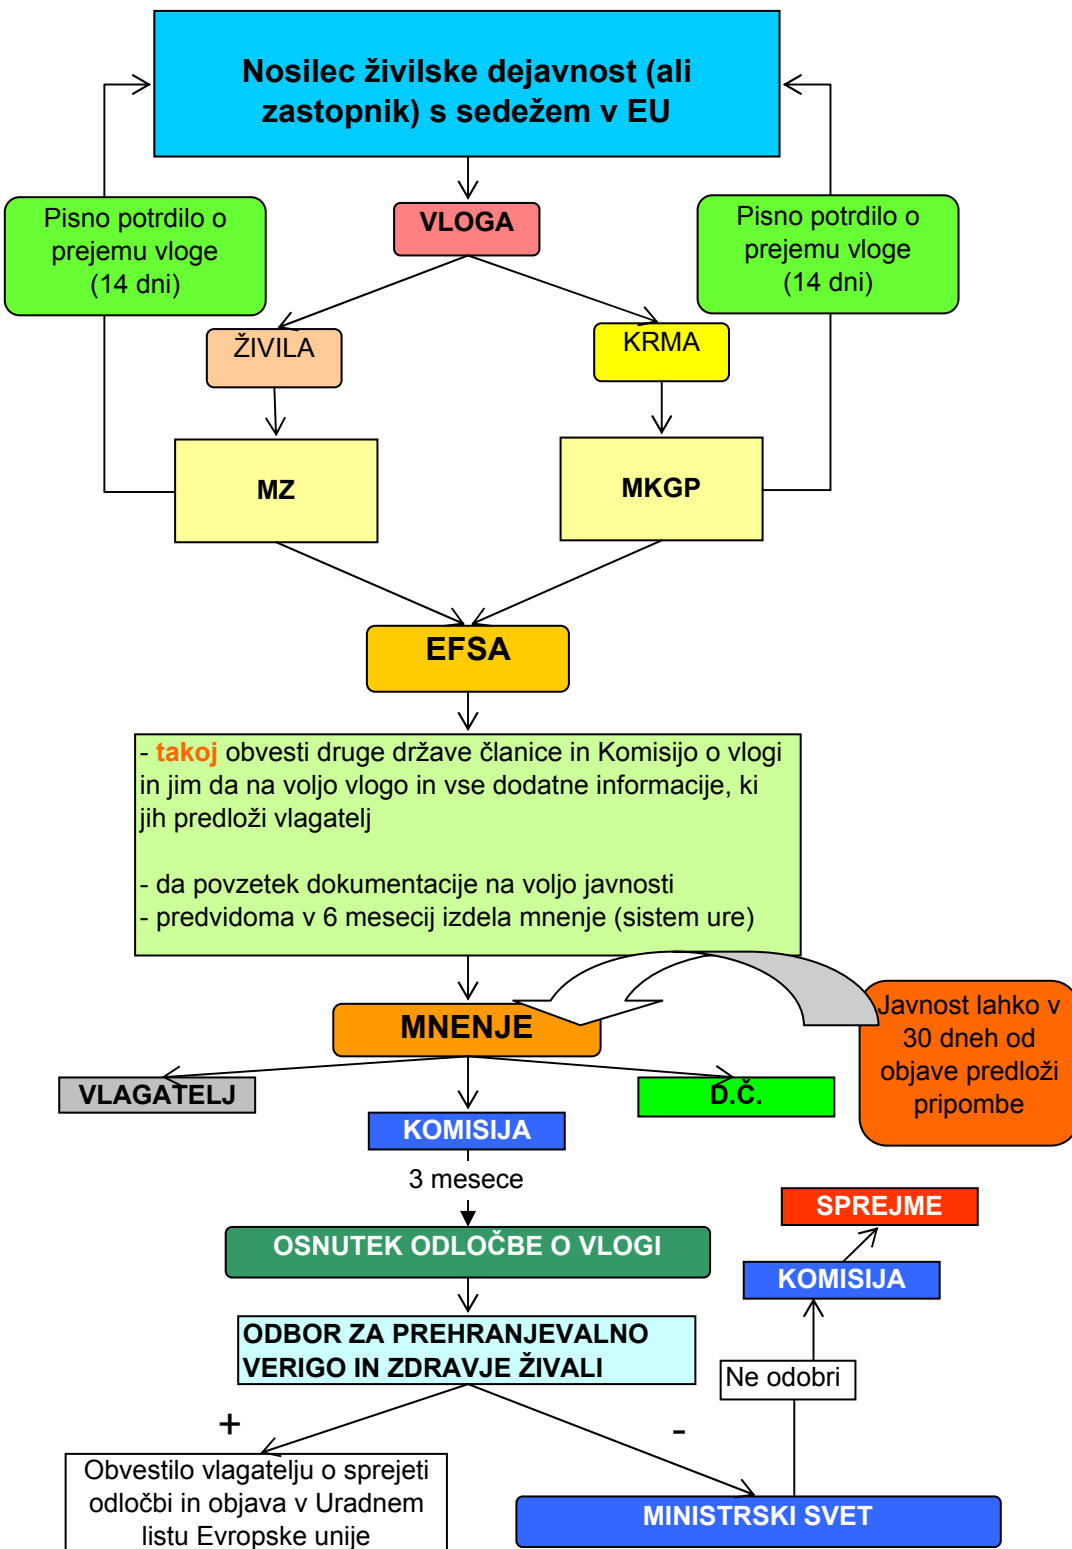 Nosilec živilske dejavnost (ali
zastopnik) s sedežem v EU
Pisno potrdilo o
prejemu vloge
(14 dni)
VLOGA
Pisno potrdilo o
prejemu vloge
(14 dni)
ŽIVILA
KRMA
MZ
MKGP
EFSA
- takoj obvesti druge države članice in Komisijo o vlogi
in jim da na voljo vlogo in vse dodatne informacije, ki
jih predloži vlagatelj
- da povzetek dokumentacije na voljo javnosti
- predvidoma v 6 mesecij izdela mnenje (sistem ure)
MNENJE
Javnost lahko v
30 dneh od
objave predloži
pripombe
VLAGATELJ
D.Č.
KOMISIJA
3 mesece
SPREJME
OSNUTEK ODLOČBE O VLOGI
KOMISIJA
ODBOR ZA PREHRANJEVALNO
VERIGO IN ZDRAVJE ŽIVALI
Ne odobri
+
-
Obvestilo vlagatelju o sprejeti
odločbi in objava v Uradnem
listu Evropske unije
MINISTRSKI SVET